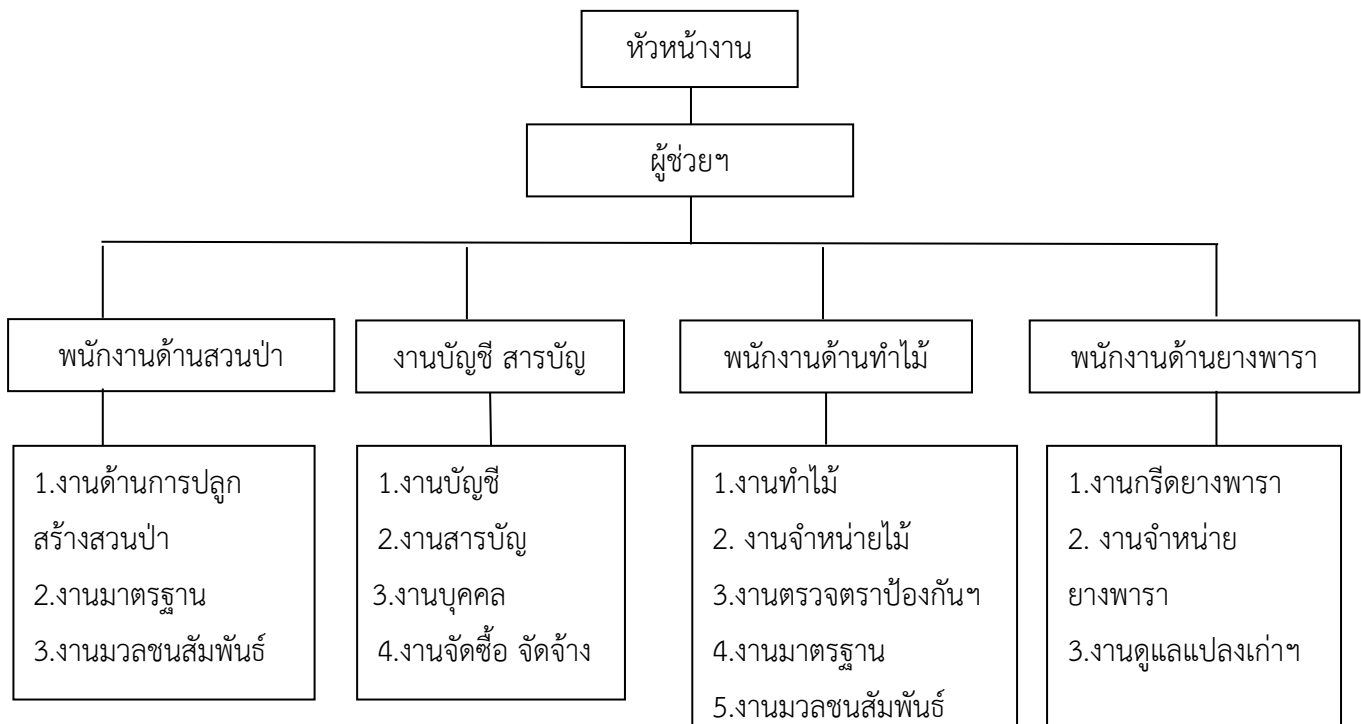 หัวหน้างาน
ผู้ช่วยฯ
พนักงานด้านสวนป่า
งานบัญชี สารบัญ
พนักงานด้านทำไม้
พนักงานด้านยางพารา
1.งานด้านการปลูก
สร้างสวนป่า
2.งานมาตรฐาน
3.งานมวลชนสัมพันธ์
1.งานบัญชี
2.งานสารบัญ
3.งานบุคคล
4.งานจัดซื้อ จัดจ้าง
1.งานทำไม้
2. งานจำหน่ายไม้
3.งานตรวจตราป้องกันฯ
4.งานมาตรฐาน
5.งานมวลชนสัมพันธ์
1.งานกรีดยางพารา
2. งานจำหน่าย
ยางพารา
3.งานดูแลแปลงเก่าฯ